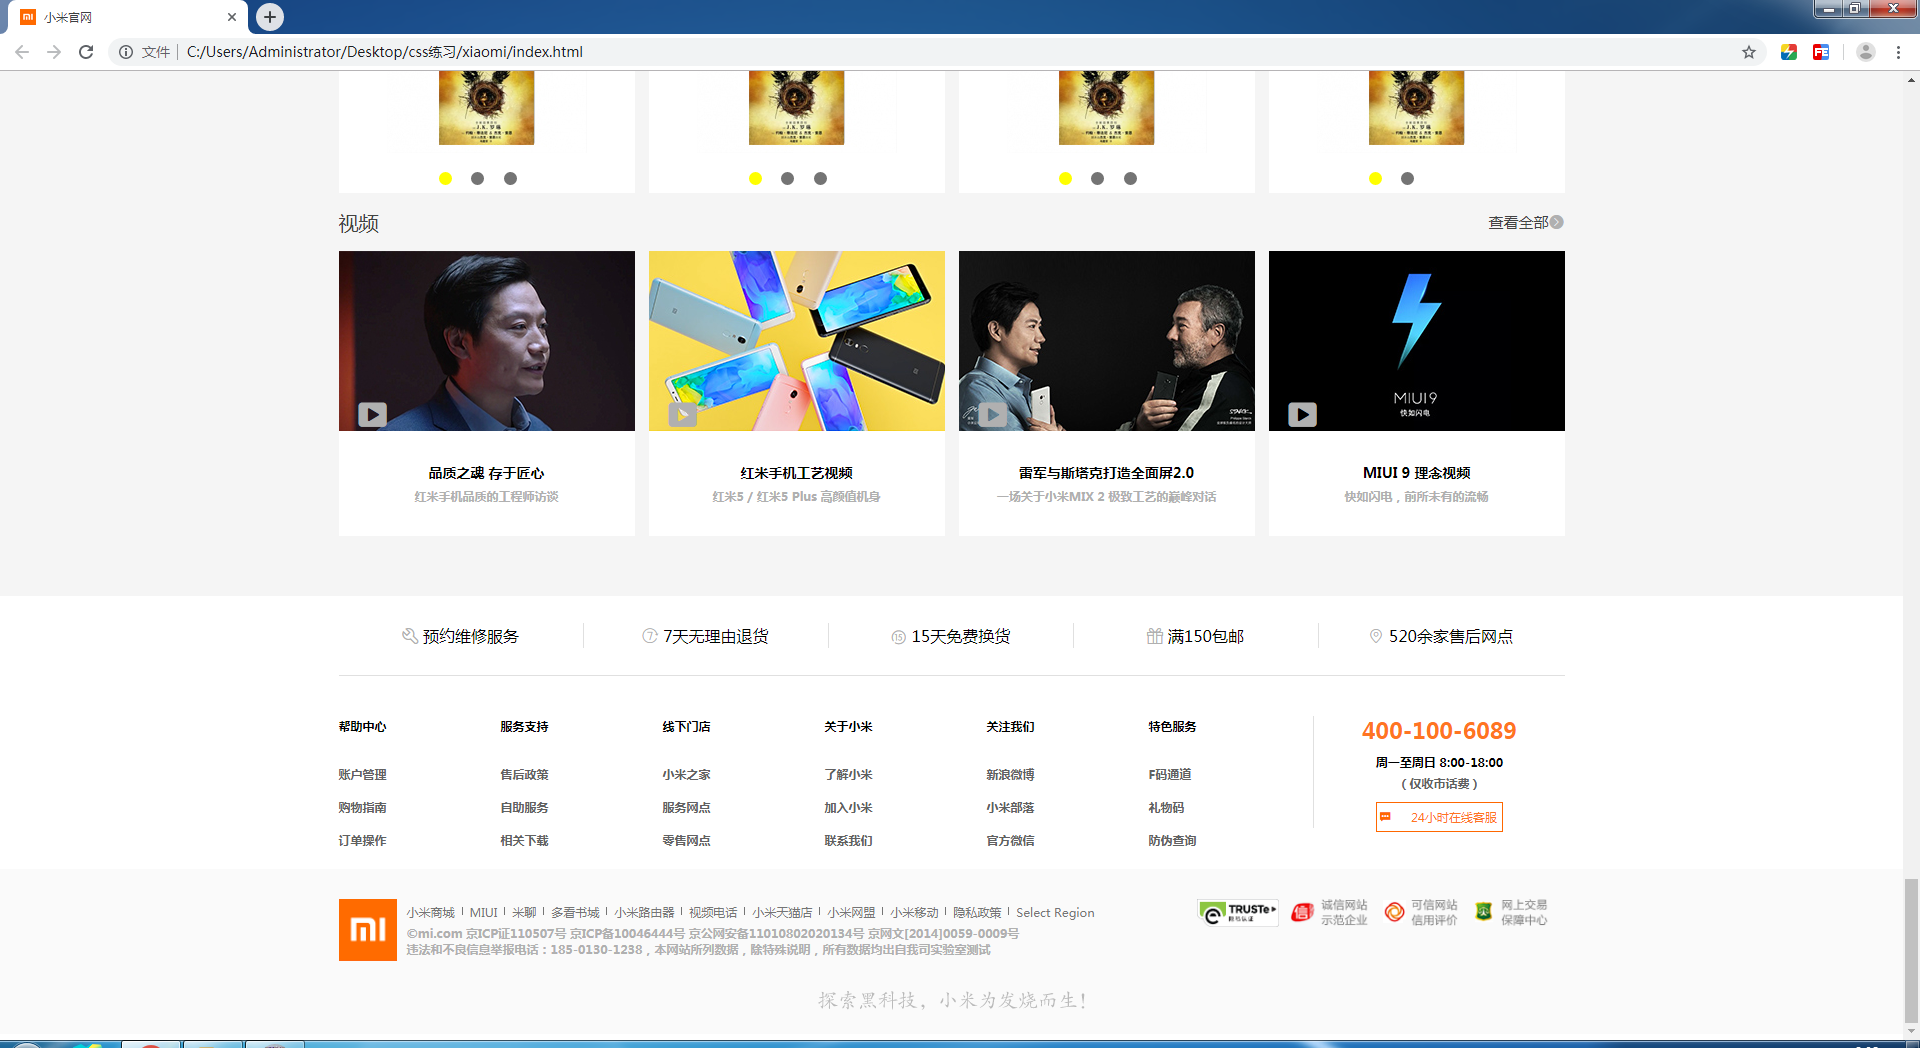 小米官网
文件 C:/Users/Administrator/Desktop/css练习/xiaomi/index.html
J.K. 罗琳 J.K. 罗琳 J.K. 罗琳 J.K. 罗琳
视频 查看全部
MIUI9
快如闪电
品质之魂 存于匠心
红米手机品质的工程师访谈
红米手机工艺视频
红米5 / 红米5 Plus 高颜值机身
雷军与斯塔克打造全面屏2.0
一场关于小米MIX 2 极致工艺的巅峰对话
MIUI 9 理念视频
快如闪电，前所未有的流畅
预约维修服务 7天无理由退货 15天免费换货 满150包邮 520余家售后网点
帮助中心 服务支持 线下门店 关于小米 关注我们 特色服务
账户管理 售后政策 小米之家 了解小米 新浪微博 F码通道
购物指南 自助服务 服务网点 加入小米 小米部落 礼物码
订单操作 相关下载 零售网点 联系我们 官方微信 防伪查询
400-100-6089
周一至周日 8:00-18:00
（仅收市话费）
24小时在线客服
小米商城 | MIUI | 米聊 | 多看书城 | 小米路由器 | 视频电话 | 小米天猫店 | 小米网盟 | 小米移动 | 隐私政策 | Select Region
©mi.com 京ICP证110507号 京ICP备10046444号 京公网安备11010802020134号 京网文[2014]0059-0009号
违法和不良信息举报电话：185-0130-1238，本网站所列数据，除特殊说明，所有数据均出自我司实验室测试
TRUSTe
诚信网站
示范企业
可信网站
信用评价
网上交易
保障中心
探索黑科技，小米为发烧而生！